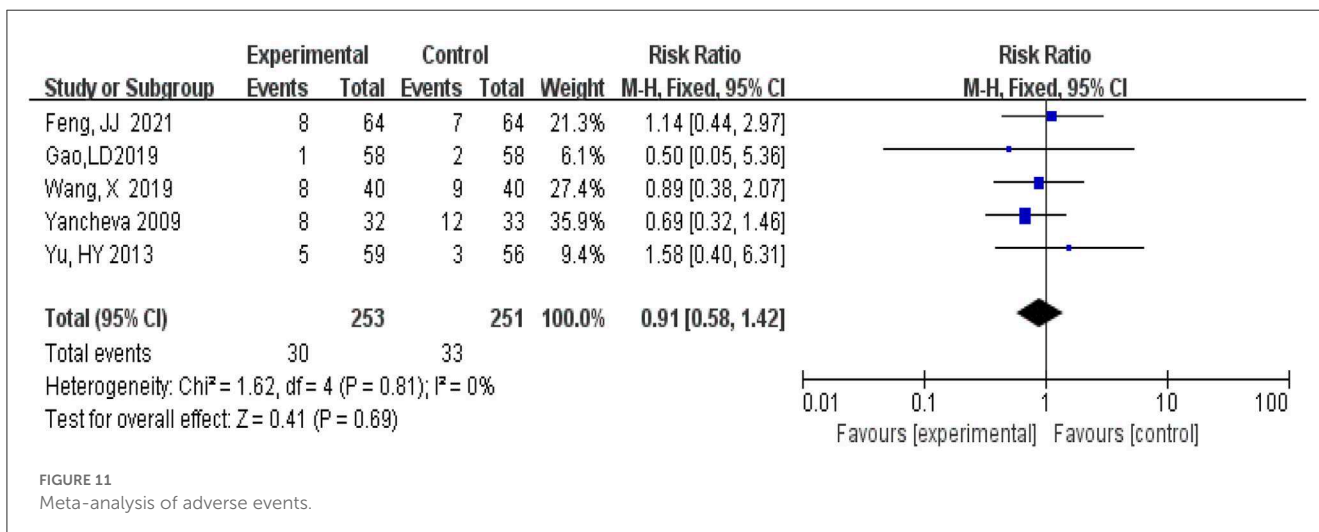 Experimental Control Risk Ratio Risk Ratio
Study or Subgroup Events Total Events Total Weight M-H, Fixed, 95% CI M-H, Fixed, 95% CI
Feng, JJ 2021 8 64 7 64 21.3% 1.14 [0.44, 2.97]
Gao,LD2019 1 58 2 58 6.1% 0.50 [0.05, 5.36]
Wang, X 2019 8 40 9 40 27.4% 0.89 [0.38, 2.07]
Yancheva 2009 8 32 12 33 35.9% 0.69 [0.32, 1.46]
Yu, HY 2013 5 59 3 56 9.4% 1.58 [0.40, 6.31]
Total (95% CI) 253 251 100.0% 0.91 [0.58, 1.42]
Total events 30 33
Heterogeneity: Chi² = 1.62, df = 4 (P = 0.81); I² = 0%
Test for overall effect: Z = 0.41 (P = 0.69)
0.01 0.1 1 10 100
Favours [experimental] Favours [control]
FIGURE 11
Meta-analysis of adverse events.